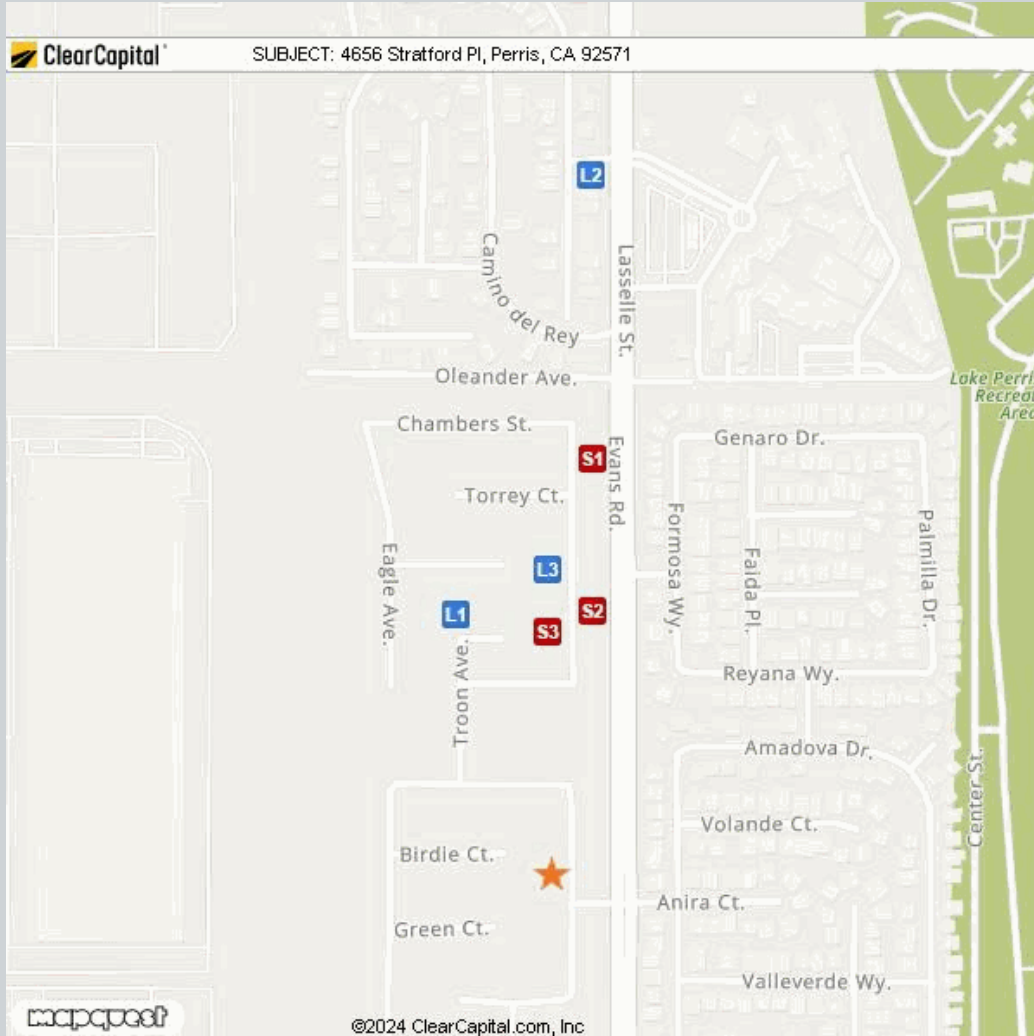 ClearCapital
SUBJECT: 4656 Stratford Pl, Perris, CA 92571
L2
Camino del Rey
Lasselle St.
Oleander Ave.
Lake Perri
Recreat
Area
Chambers St.
Genaro Dr.
S1
Evans Rd.
Torrey Ct.
Formosa Wy.
Palmilla Dr.
Eagle Ave.
Faida Pl.
L3
L1
S2
S3
Troon Ave.
Reyana Wy.
Amadova Dr.
Center St.
Volande Ct.
Birdie Ct.
Anira Ct.
Green Ct.
Valleverde Wy.
mapquest
©2024 ClearCapital.com, Inc